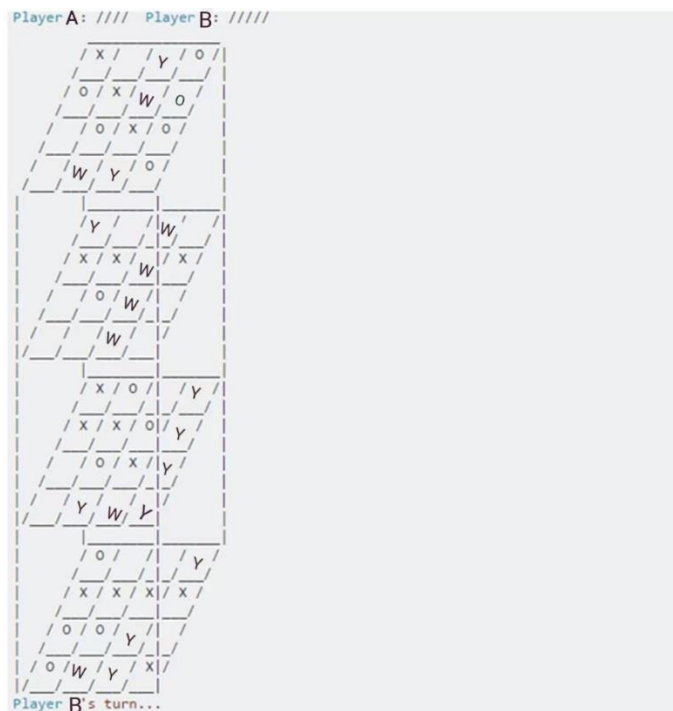 Player A: //// Player B: /////
X Y O
O X W O
O X O
W Y O
Y W
X X W X
O W
W
X O Y
X X O Y
O X Y
Y W Y
O Y
X X X X
O O Y
O W Y X
Player B's turn...